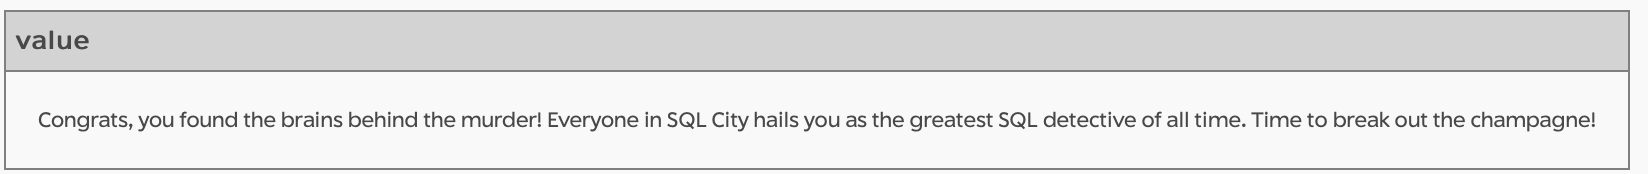 value
Congrats, you found the brains behind the murder! Everyone in SQL City hails you as the greatest SQL detective of all time. Time to break out the champagne!